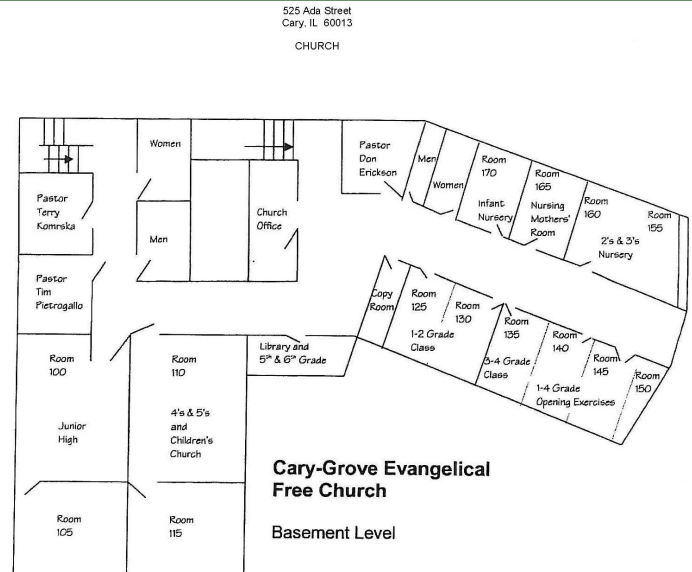 525 Ada Street
Cary, IL 60013
CHURCH
Women
Pastor
Don
Erickson
Men
Women
Room
170
Infant
Nursery
Room
165
Nursing
Mothers'
Room
Room
160
2's & 3's
Nursery
Room
155
Pastor
Terry
Komrska
Men
Church
Office
Pastor
Tim
Pietrogallo
Copy
Room
Room
125
Room
130
1-2 Grade
Class
Room
135
3-4 Grade
Class
Room
140
Room
145
1-4 Grade
Opening Exercises
Room
150
Library and
5th & 6th Grade
Room
100
Junior
High
Room
110
4's & 5's
and
Children's
Church
Cary-Grove Evangelical
Free Church
Basement Level
Room
105
Room
115